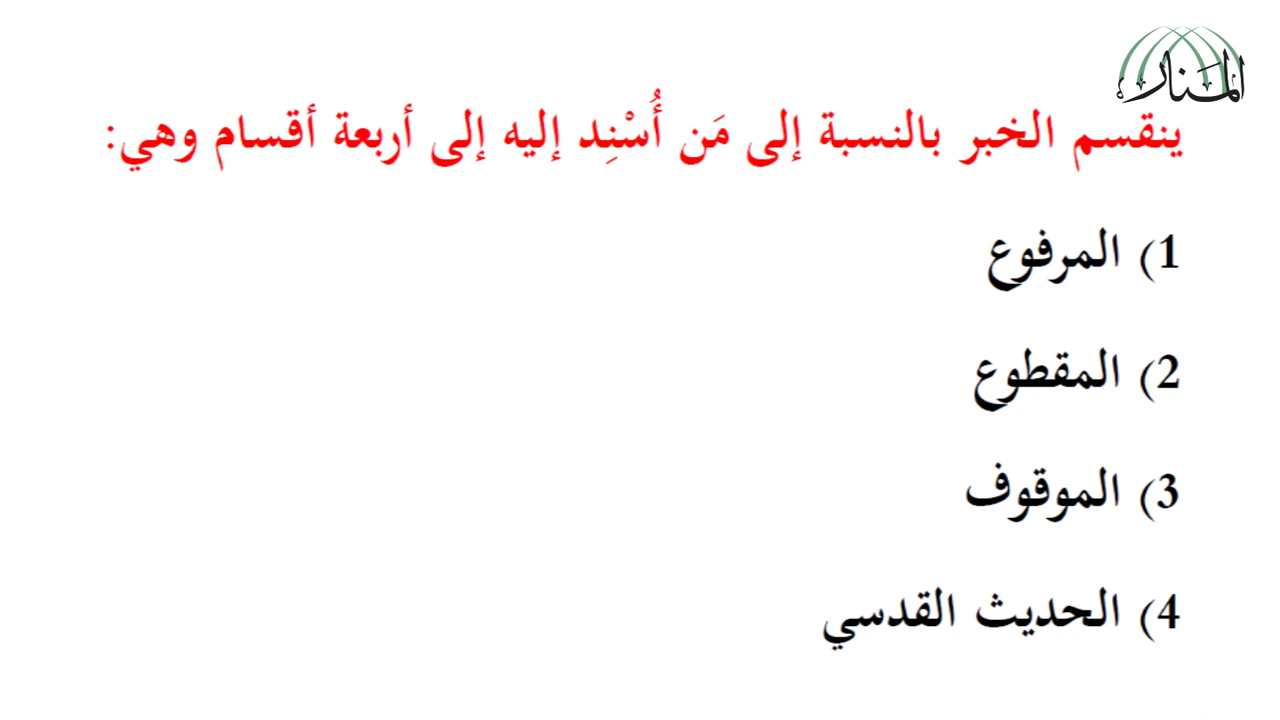 المنار
ينقسم الخبر بالنسبة إلى مَن أُسْنِد إليه إلى أربعة أقسام وهي:
1) المرفوع
2) المقطوع
3) الموقوف
4) الحديث القدسي